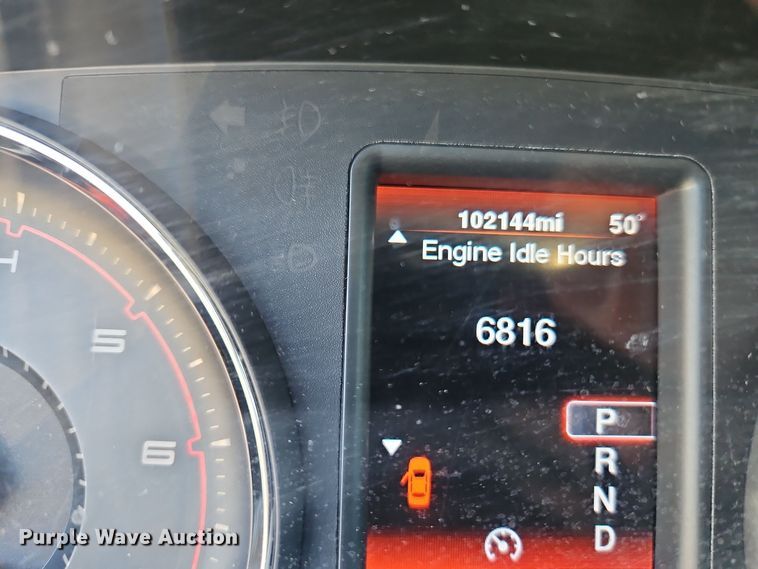 102144mi 50°
Engine Idle Hours
6816
5
6
P
R
N
D
Purple Wave Auction®